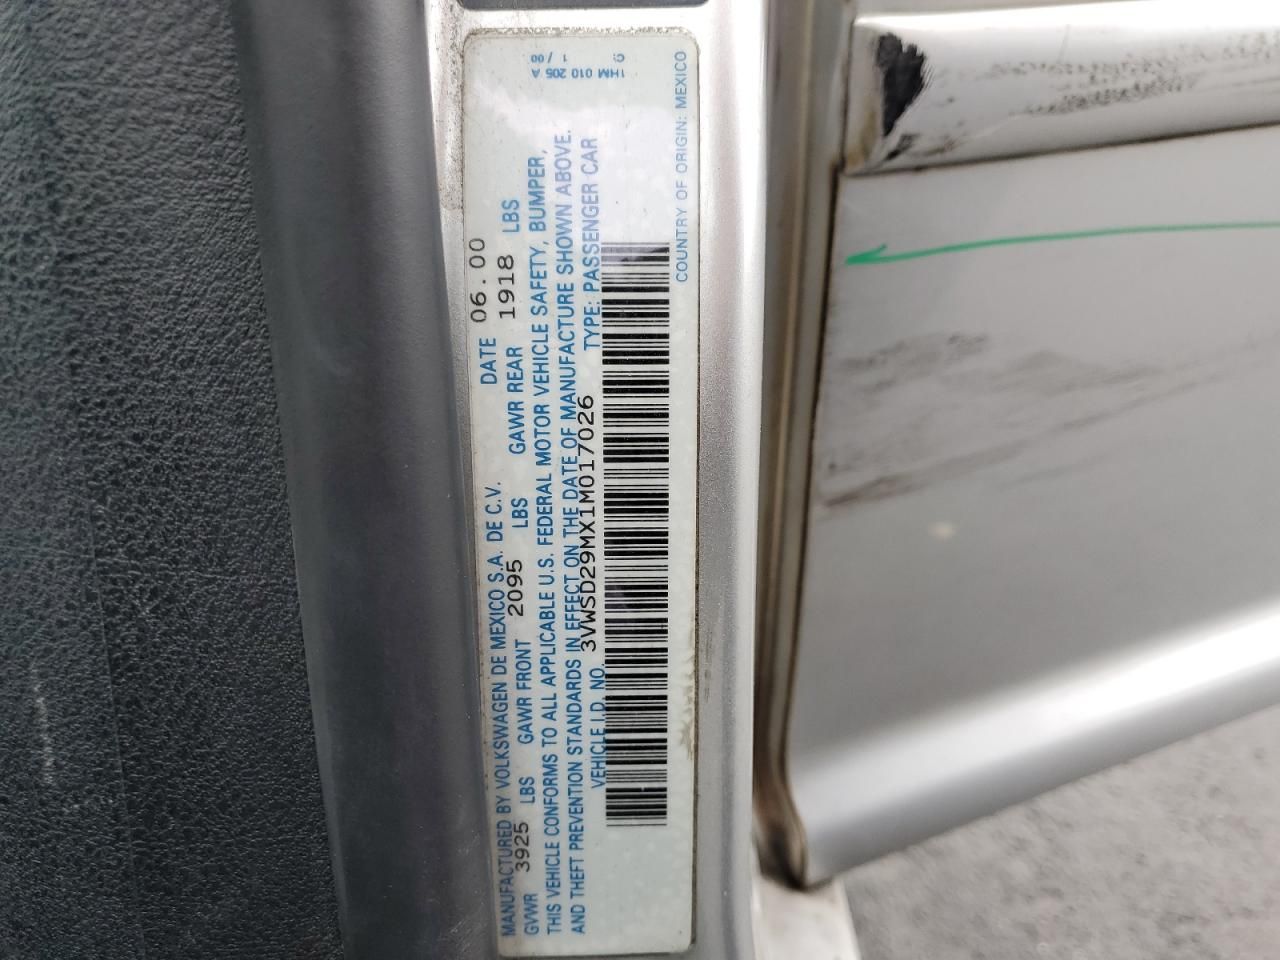 MANUFACTURED BY VOLKSWAGEN DE MEXICO S.A. DE C.V. DATE 06.00
GVWR 3925 LBS GAWR FRONT 2095 LBS GAWR REAR 1918 LBS
THIS VEHICLE CONFORMS TO ALL APPLICABLE U.S. FEDERAL MOTOR VEHICLE SAFETY, BUMPER,
AND THEFT PREVENTION STANDARDS IN EFFECT ON THE DATE OF MANUFACTURE SHOWN ABOVE.
VEHICLE I.D. NO. 3VWSD29MX1M017026 TYPE: PASSENGER CAR
COUNTRY OF ORIGIN: MEXICO
1HM 010 205 A
1/00